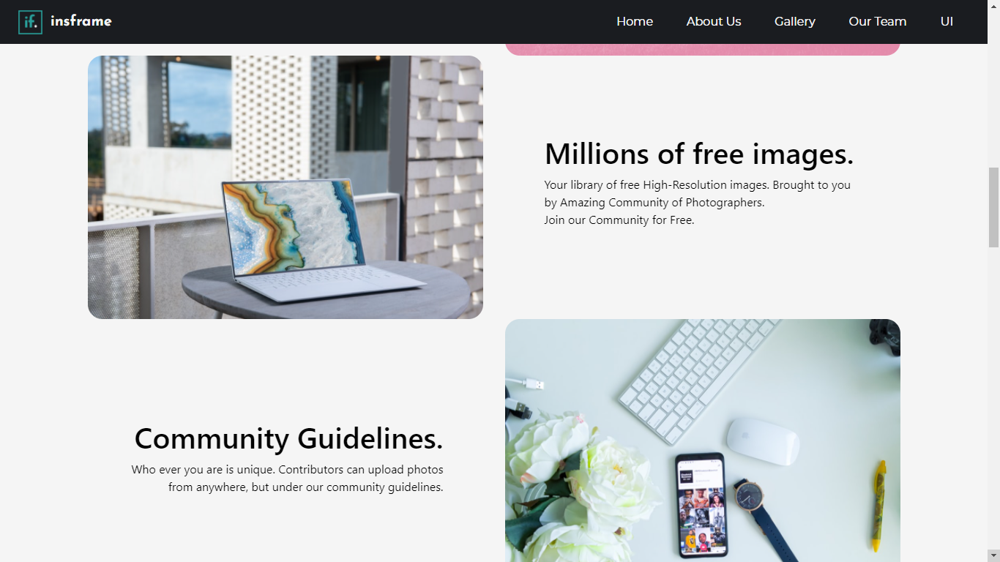 if. insframe
Home About Us Gallery Our Team UI
Millions of free images.
Your library of free High-Resolution images. Brought to you
by Amazing Community of Photographers.
Join our Community for Free.
Community Guidelines.
Who ever you are is unique. Contributors can upload photos
from anywhere, but under our community guidelines.